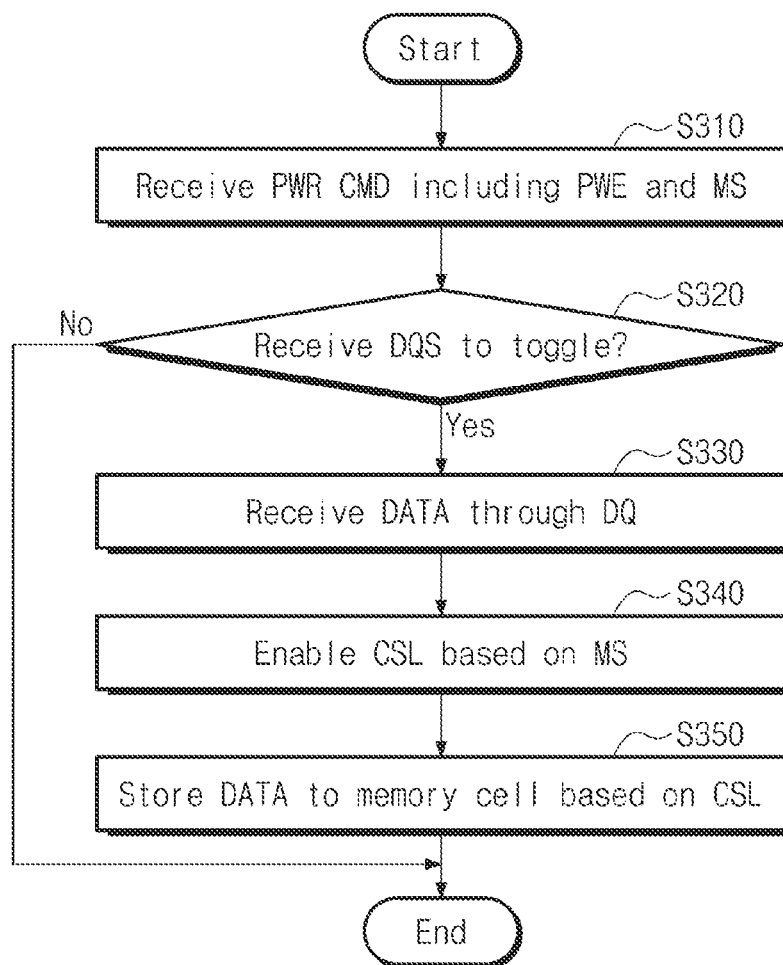 Start
S310
Receive PWR CMD including PWE and MS
S320
No
Receive DQS to toggle?
Yes
S330
Receive DATA through DQ
S340
Enable CSL based on MS
S350
Store DATA to memory cell based on CSL
End